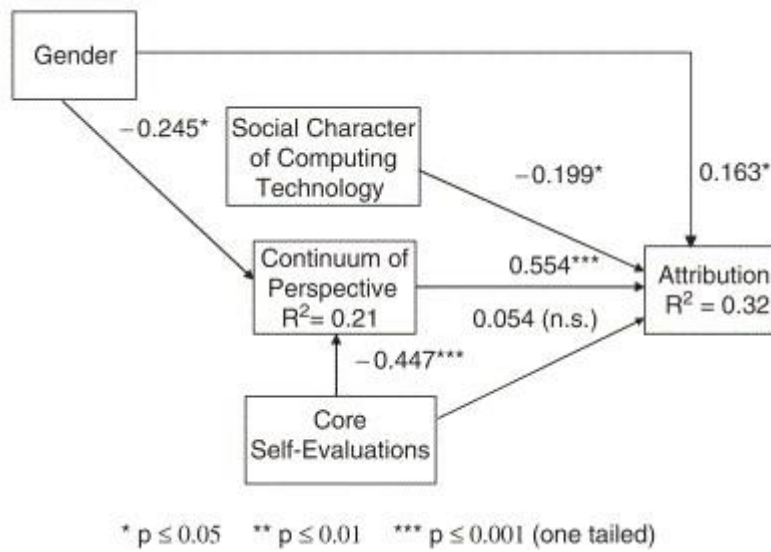 Gender
−0.245*
Social Character
of Computing
Technology
−0.199*
0.163*
Continuum of
Perspective
R²= 0.21
0.554***
Attribution
R² = 0.32
0.054 (n.s.)
−0.447***
Core
Self-Evaluations
* p ≤ 0.05 ** p ≤ 0.01 *** p ≤ 0.001 (one tailed)